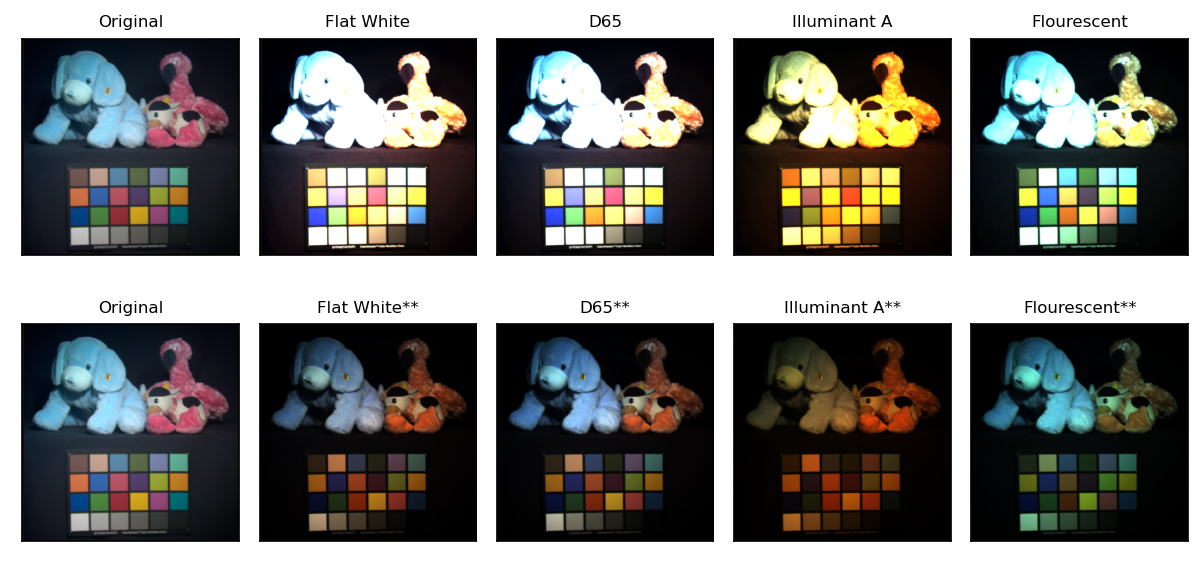 Original
Flat White
D65
Illuminant A
Flourescent
Original
Flat White**
D65**
Illuminant A**
Flourescent**